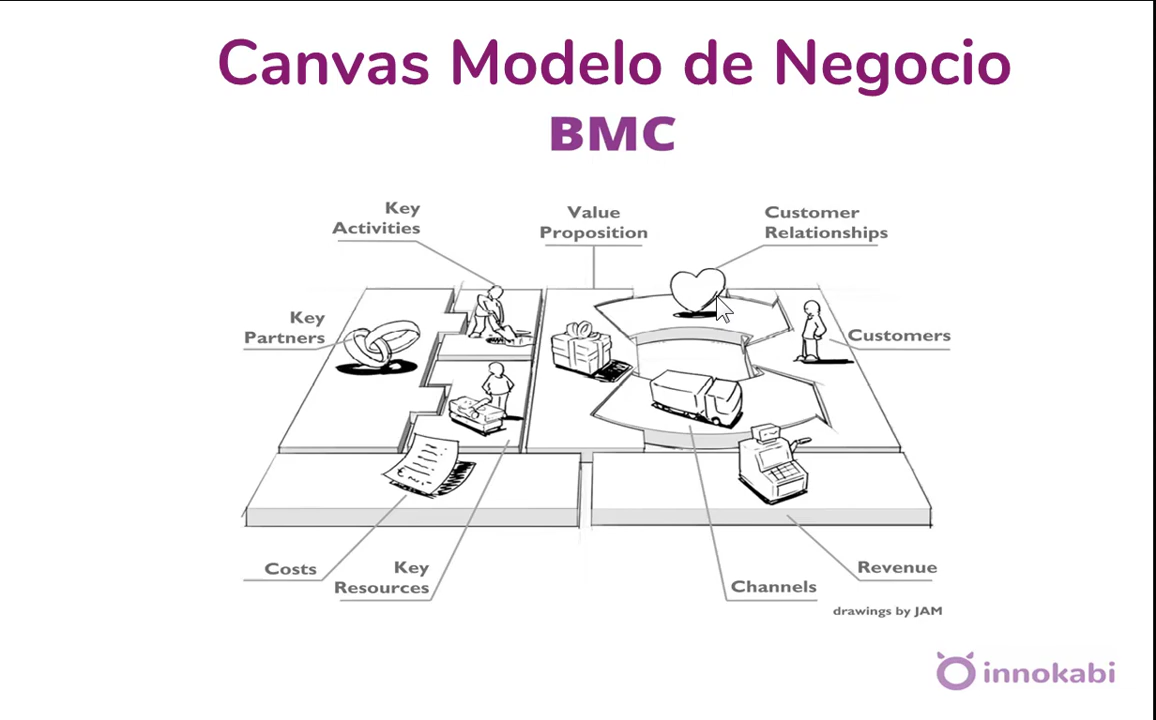 Canvas Modelo de Negocio
BMC
Key
Activities
Value
Proposition
Customer
Relationships
Key
Partners
Customers
Costs
Key
Resources
Channels
Revenue
drawings by JAM
innokabi